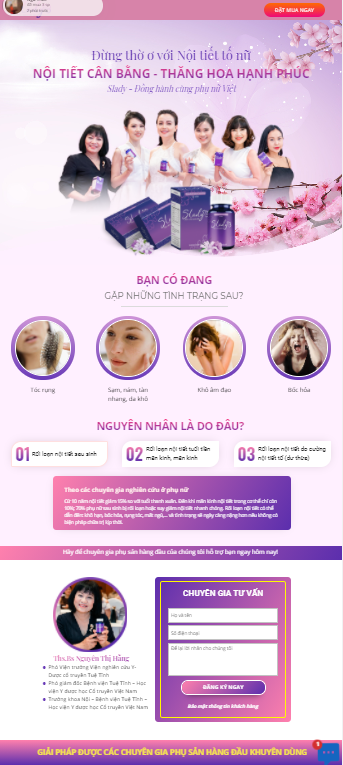 ĐẶT MUA NGAY
Đừng thờ ơ với Nội tiết tố nữ
NỘI TIẾT CÂN BẰNG - THĂNG HOA HẠNH PHÚC
Slady - Đồng hành cùng phụ nữ Việt
Slady
BẠN CÓ ĐANG
GẶP NHỮNG TÌNH TRẠNG SAU?
Tóc rụng
Sạm, nám, tàn
nhang, da khô
Khô âm đạo
Bốc hỏa
NGUYÊN NHÂN LÀ DO ĐÂU?
01 Rối loạn nội tiết sau sinh
02 Rối loạn nội tiết tuổi tiền
mãn kinh, mãn kinh
03 Rối loạn nội tiết do cường
nội tiết tố (dư thừa)
Theo các chuyên gia nghiên cứu ở phụ nữ
Hãy để chuyên gia phụ sản hàng đầu của chúng tôi hỗ trợ bạn ngay hôm nay!
Ths.Bs Nguyễn Thị Hằng
Phó Viện trưởng Viện nghiên cứu Y-
Dược cổ truyền Tuệ Tĩnh
Phó giám đốc Bệnh viện Tuệ Tĩnh – Học
viện Y dược học Cổ truyền Việt Nam
Trưởng khoa Nội – Bệnh viện Tuệ Tĩnh –
Học viện Y dược học Cổ truyền Việt Nam
CHUYÊN GIA TƯ VẤN
Họ và tên
Số điện thoại
Để lại lời nhắn cho chúng tôi
ĐĂNG KÝ NGAY
Bảo mật thông tin khách hàng
GIẢI PHÁP ĐƯỢC CÁC CHUYÊN GIA PHỤ SẢN HÀNG ĐẦU KHUYÊN DÙNG
1